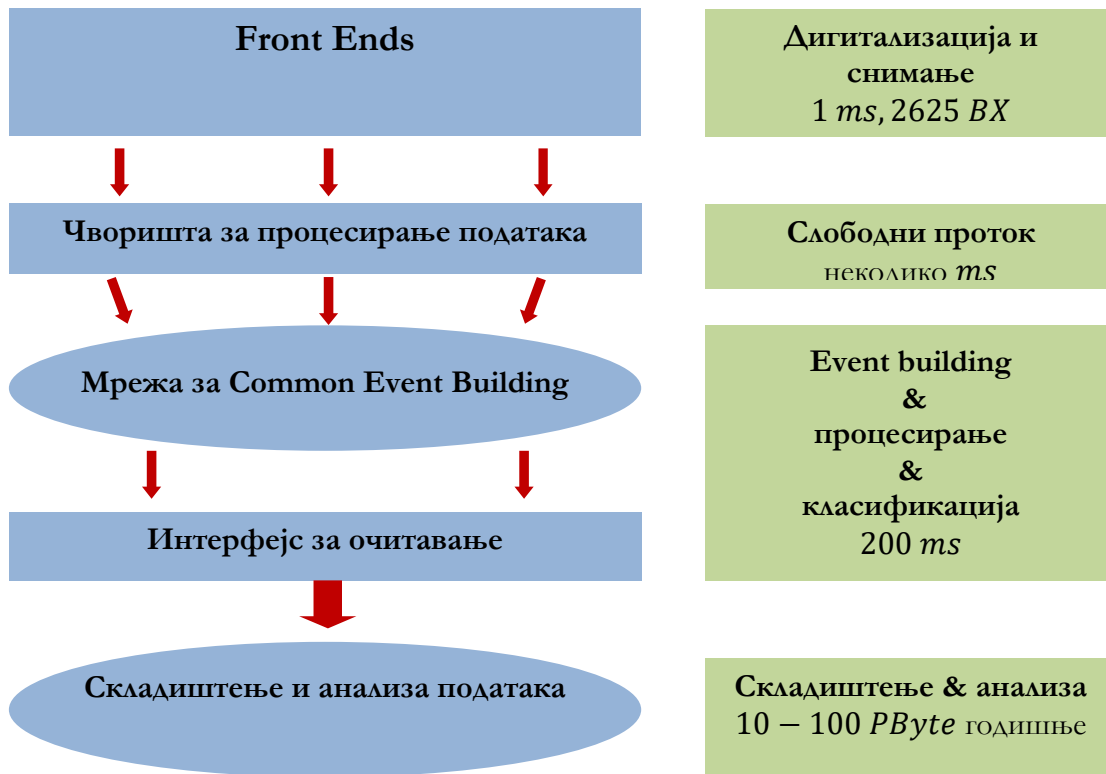 Front Ends
Дигитализација и
снимање
1 ms, 2625 BX
Чворишта за процесирање података
Слободни проток
неколико ms
Мрежа за Common Event Building
Event building
&
процесирање
&
класификација
200 ms
Интерфејс за очитавање
Складиштење и анализа података
Складиштење & анализа
10 − 100 PByte годишње